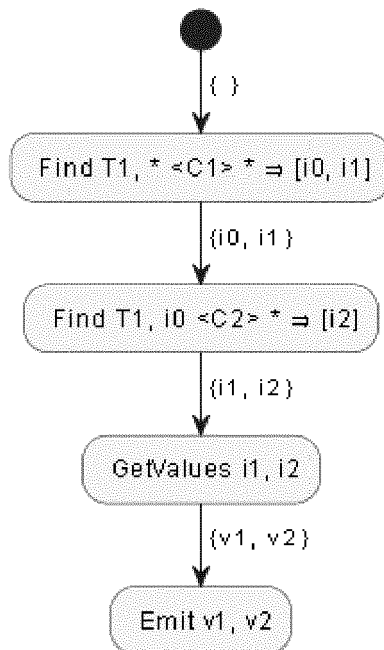 { }
Find T1, * <C1> * ⇒ [i0, i1]
{i0, i1}
Find T1, i0 <C2> * ⇒ [i2]
{i1, i2}
GetValues i1, i2
{v1, v2}
Emit v1, v2